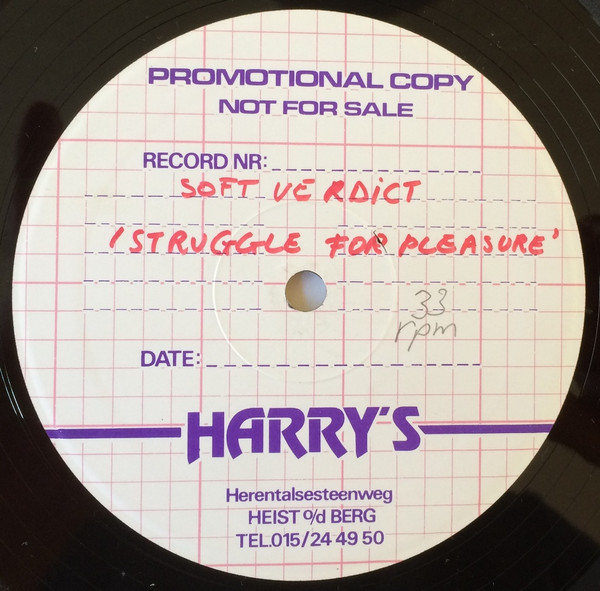 PROMOTIONAL COPY
NOT FOR SALE
RECORD NR:
SOFT VERDICT
'STRUGGLE FOR PLEASURE'
33
rpm
DATE:
HARRY'S
Herentalsesteenweg
HEIST o/d BERG
TEL.015/24 49 50